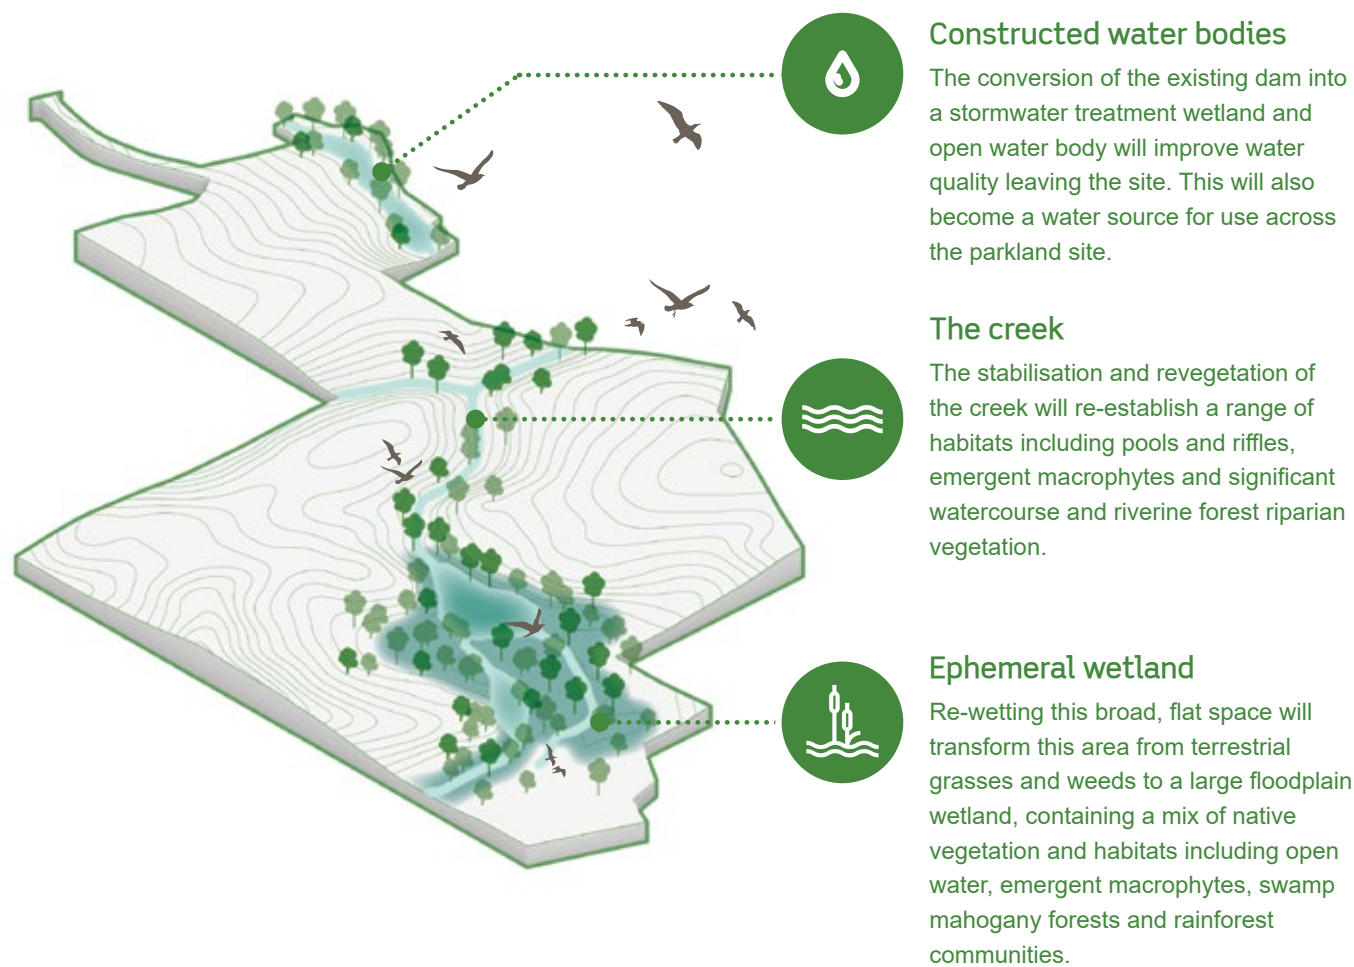 Constructed water bodies
The conversion of the existing dam into
a stormwater treatment wetland and
open water body will improve water
quality leaving the site. This will also
become a water source for use across
the parkland site.
The creek
The stabilisation and revegetation of
the creek will re-establish a range of
habitats including pools and riffles,
emergent macrophytes and significant
watercourse and riverine forest riparian
vegetation.
Ephemeral wetland
Re-wetting this broad, flat space will
transform this area from terrestrial
grasses and weeds to a large floodplain
wetland, containing a mix of native
vegetation and habitats including open
water, emergent macrophytes, swamp
mahogany forests and rainforest
communities.